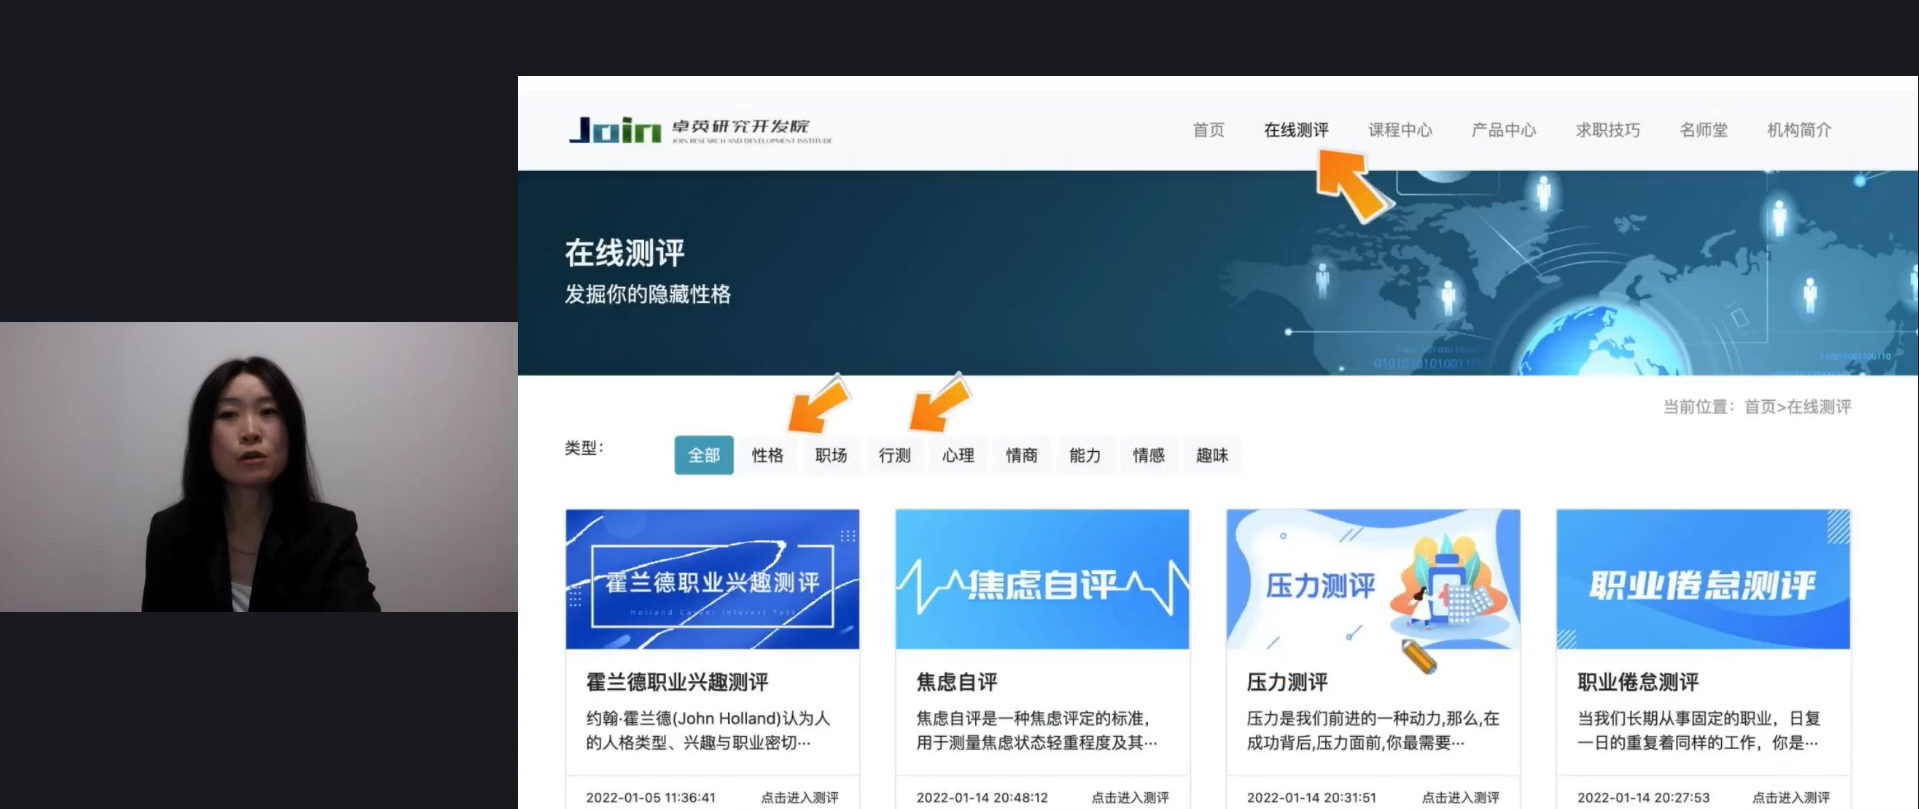 Join 卓英研究开发院
JOIN RESEARCH AND DEVELOPMENT INSTITUDE
首页 在线测评 课程中心 产品中心 求职技巧 名师堂 机构简介
在线测评
发掘你的隐藏性格
当前位置：首页>在线测评
类型：
全部 性格 职场 行测 心理 情商 能力 情感 趣味
霍兰德职业兴趣测评
Holland Career Interest Test
焦虑自评
压力测评
职业倦怠测评
霍兰德职业兴趣测评
约翰·霍兰德(John Holland)认为人
的人格类型、兴趣与职业密切···
2022-01-05 11:36:41 点击进入测评
焦虑自评
焦虑自评是一种焦虑评定的标准，
用于测量焦虑状态轻重程度及其···
2022-01-14 20:48:12 点击进入测评
压力测评
压力是我们前进的一种动力,那么,在
成功背后,压力面前,你最需要···
2022-01-14 20:31:51 点击进入测评
职业倦怠测评
当我们长期从事固定的职业，日复
一日的重复着同样的工作，你是···
2022-01-14 20:27:53 点击进入测评